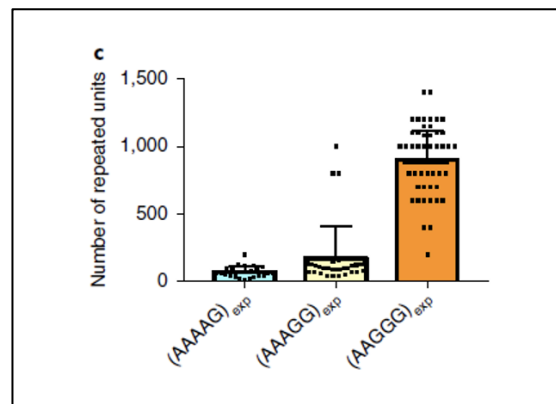 c
Number of repeated units
1,500
1,000
500
0
(AAAAG)exp
(AAAGG)exp
(AAGGG)exp